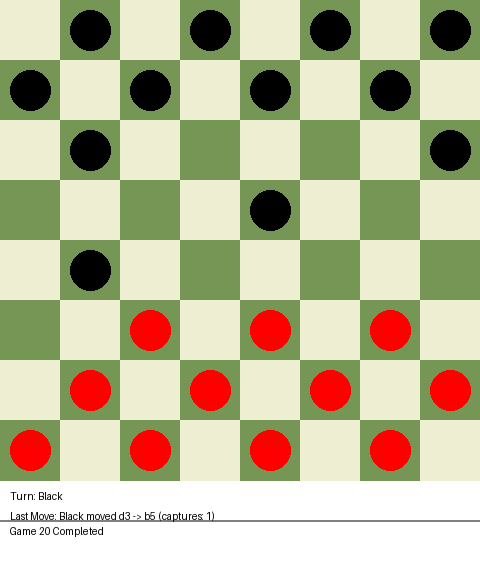 Turn: Black
Last Move: Black moved d3 -> b5 (captures: 1)
Game 20 Completed